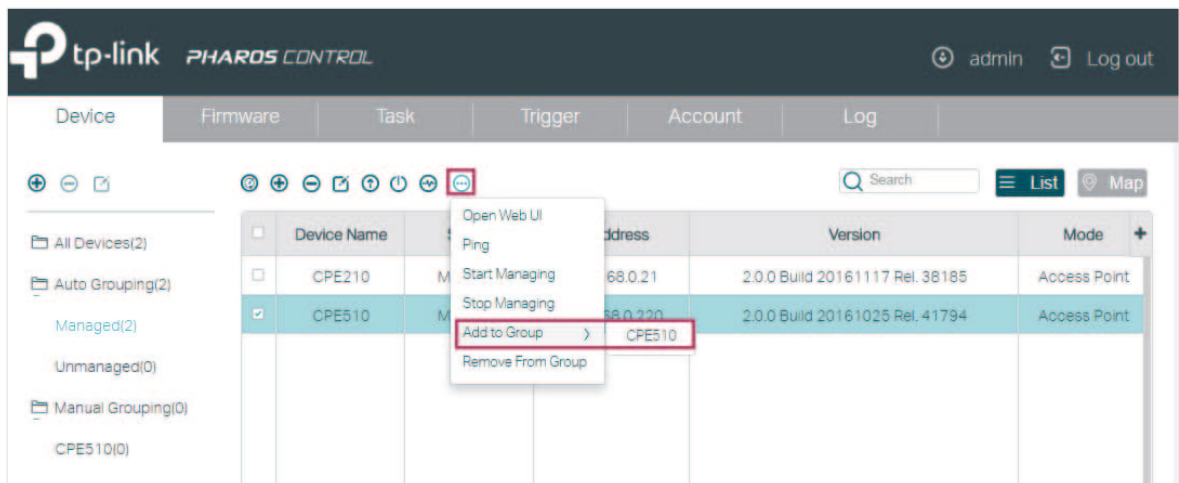 tp-link PHAROS CONTROL admin Log out
Device Firmware Task Trigger Account Log
Search List Map
All Devices(2)
Auto Grouping(2)
Managed(2)
Unmanaged(0)
Manual Grouping(0)
CPE510(0)
Device Name S ddress Version Mode +
CPE210 M 68.0.21 2.0.0 Build 20161117 Rel. 38185 Access Point
CPE510 M 68.0.220 2.0.0 Build 20161025 Rel. 41794 Access Point
Open Web UI
Ping
Start Managing
Stop Managing
Add to Group > CPE510
Remove From Group